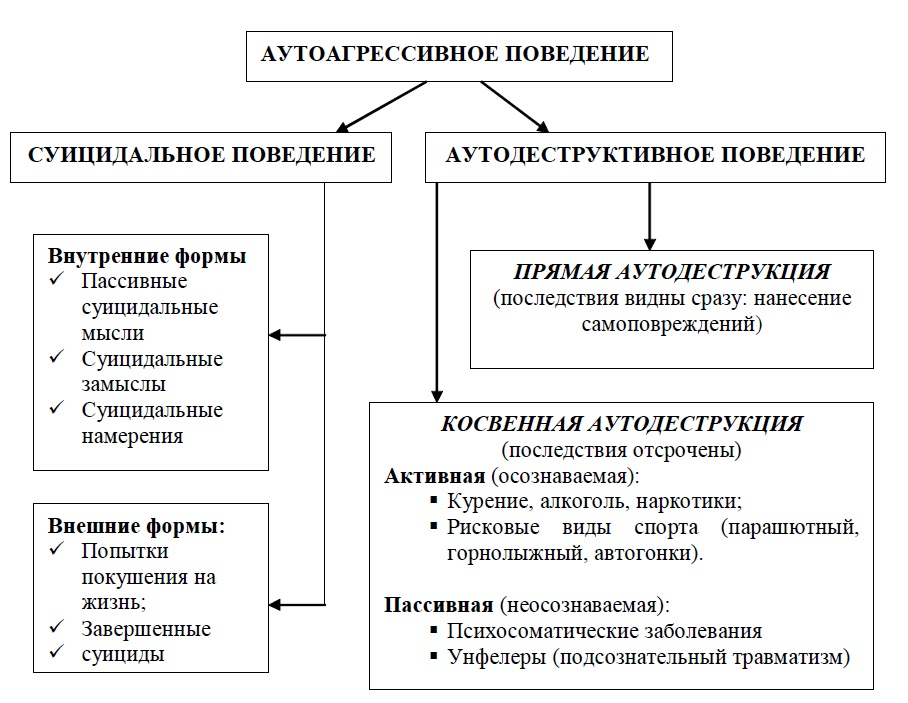 АУТОАГРЕССИВНОЕ ПОВЕДЕНИЕ
СУИЦИДАЛЬНОЕ ПОВЕДЕНИЕ
АУТОДЕСТРУКТИВНОЕ ПОВЕДЕНИЕ
Внутренние формы
✓ Пассивные
суицидальные
мысли
✓ Суицидальные
замыслы
✓ Суицидальные
намерения
Внешние формы:
✓ Попытки
покушения на
жизнь;
✓ Завершенные
✓ суициды
ПРЯМАЯ АУТОДЕСТРУКЦИЯ
(последствия видны сразу: нанесение
самоповреждений)
КОСВЕННАЯ АУТОДЕСТРУКЦИЯ
(последствия отсрочены)
Активная (осознаваемая):
▪ Курение, алкоголь, наркотики;
▪ Рисковые виды спорта (парашютный,
горнолыжный, автогонки).
Пассивная (неосознаваемая):
▪ Психосоматические заболевания
▪ Унфелеры (подсознательный травматизм)